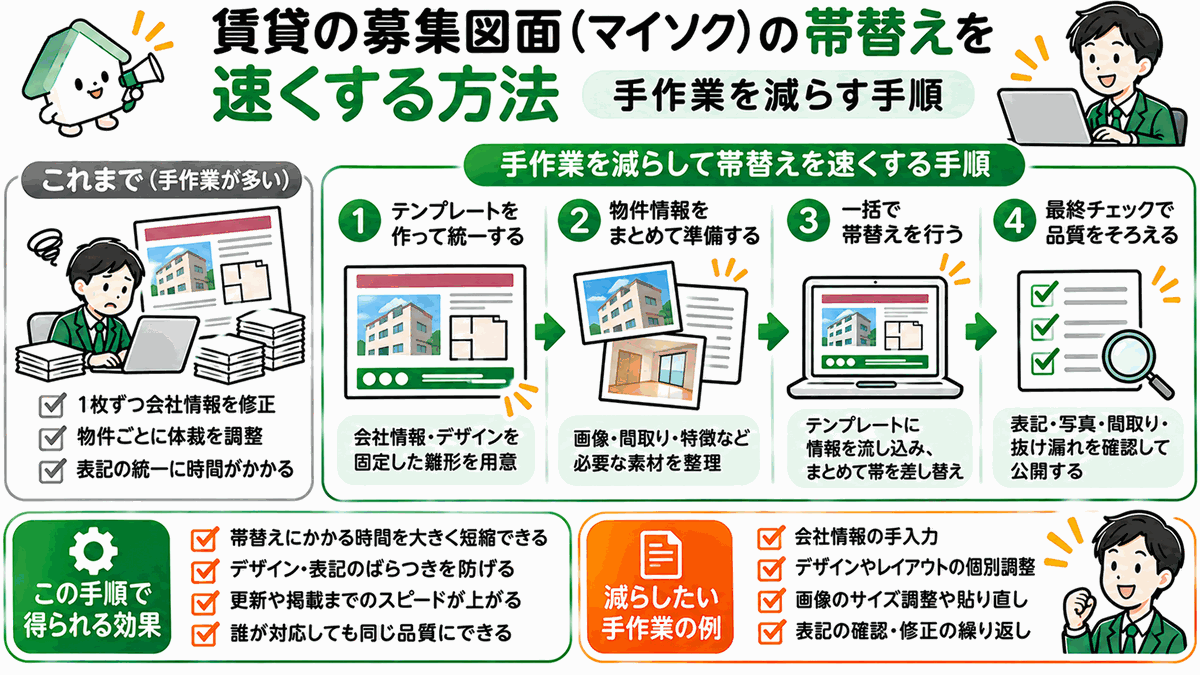 賃貸の募集図面(マイソク)の帯替えを
速くする方法
手作業を減らす手順
これまで(手作業が多い)
1枚ずつ会社情報を修正
物件ごとに体裁を調整
表記の統一に時間がかかる
手作業を減らして帯替えを速くする手順
1
テンプレートを
作って統一する
会社情報・デザインを
固定した雛形を用意
2
物件情報を
まとめて準備する
画像・間取り・特徴など
必要な素材を整理
3
一括で
帯替えを行う
テンプレートに
情報を流し込み、
まとめて帯を差し替え
4
最終チェックで
品質をそろえる
表記・写真・間取り・
抜け漏れを確認して
公開する
この手順で
得られる効果
帯替えにかかる時間を大きく短縮できる
デザイン・表記のばらつきを防げる
更新や掲載までのスピードが上がる
誰が対応しても同じ品質にできる
減らしたい
手作業の例
会社情報の手入力
デザインやレイアウトの個別調整
画像のサイズ調整や貼り直し
表記の確認・修正の繰り返し